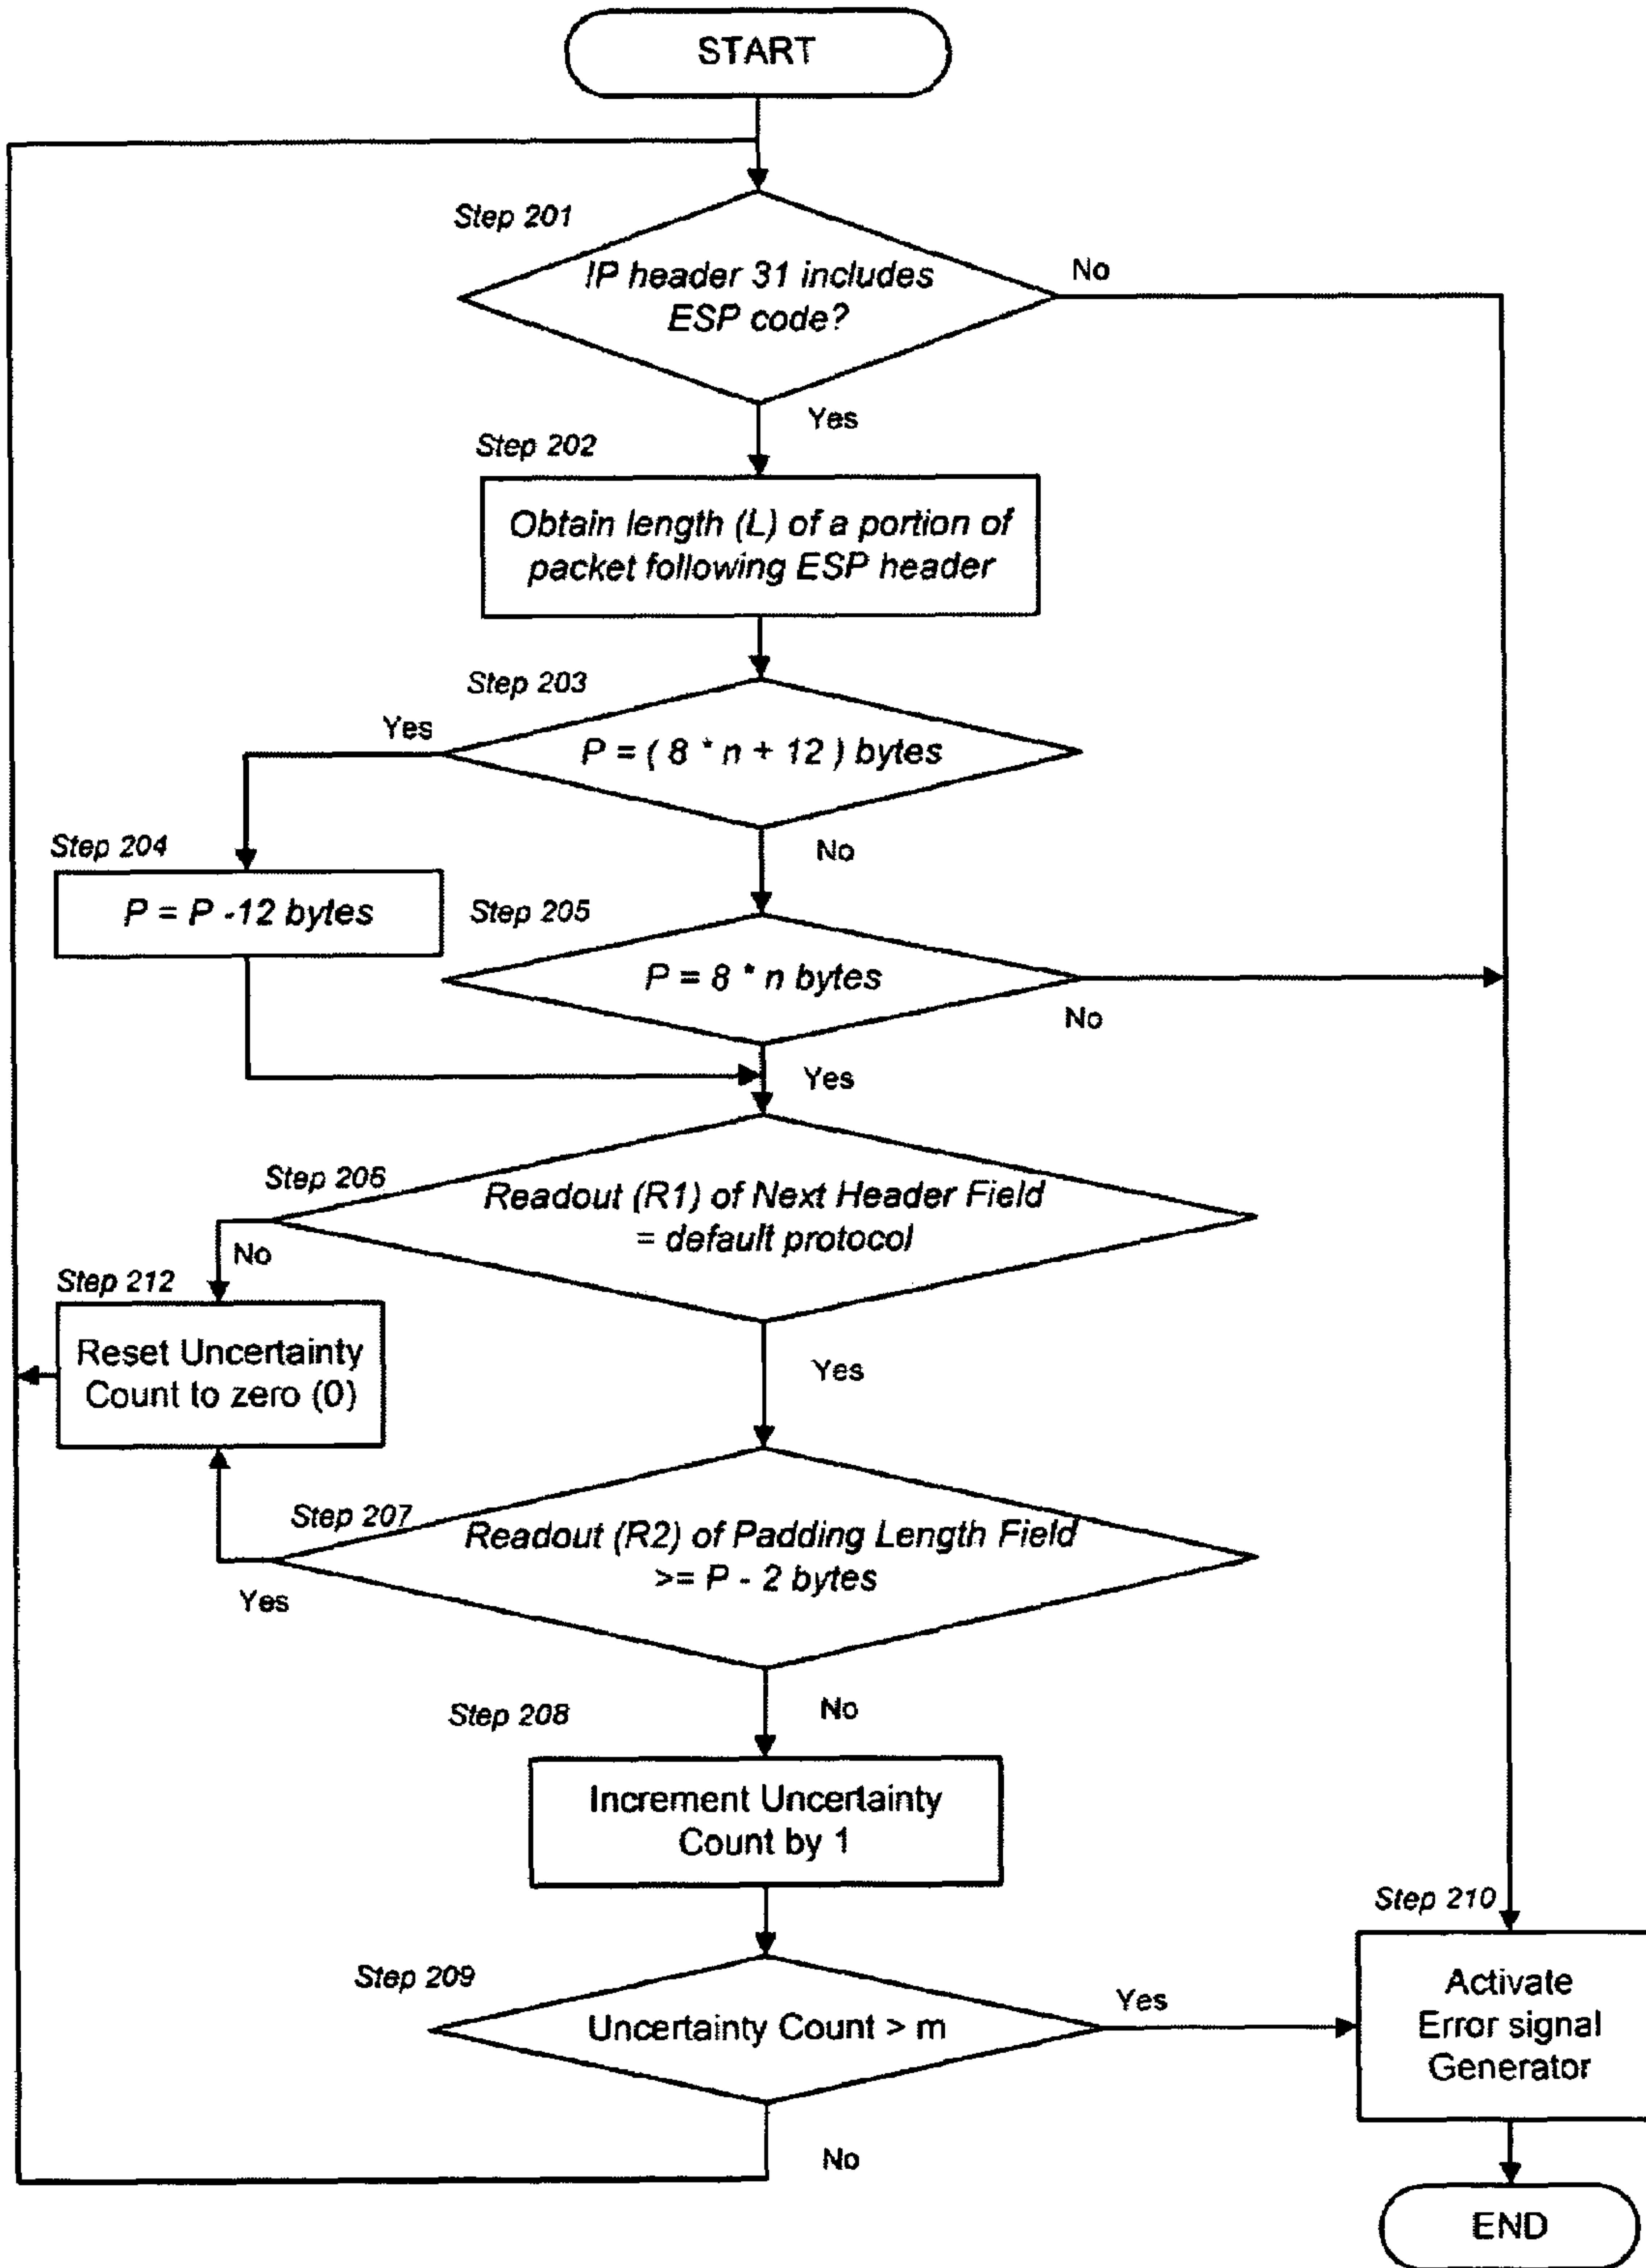 START
Step 201
IP header 31 includes
ESP code?
No
Yes
Step 202
Obtain length (L) of a portion of
packet following ESP header
Step 203
Yes
P = ( 8 * n + 12 ) bytes
No
Step 204
P = P -12 bytes
Step 205
P = 8 * n bytes
No
Yes
Step 206
Readout (R1) of Next Header Field
= default protocol
No
Step 212
Reset Uncertainty
Count to zero (0)
Yes
Step 207
Readout (R2) of Padding Length Field
>= P - 2 bytes
Yes
No
Step 208
Increment Uncertainty
Count by 1
Step 210
Step 209
Uncertainty Count > m
Yes
Activate
Error signal
Generator
No
END